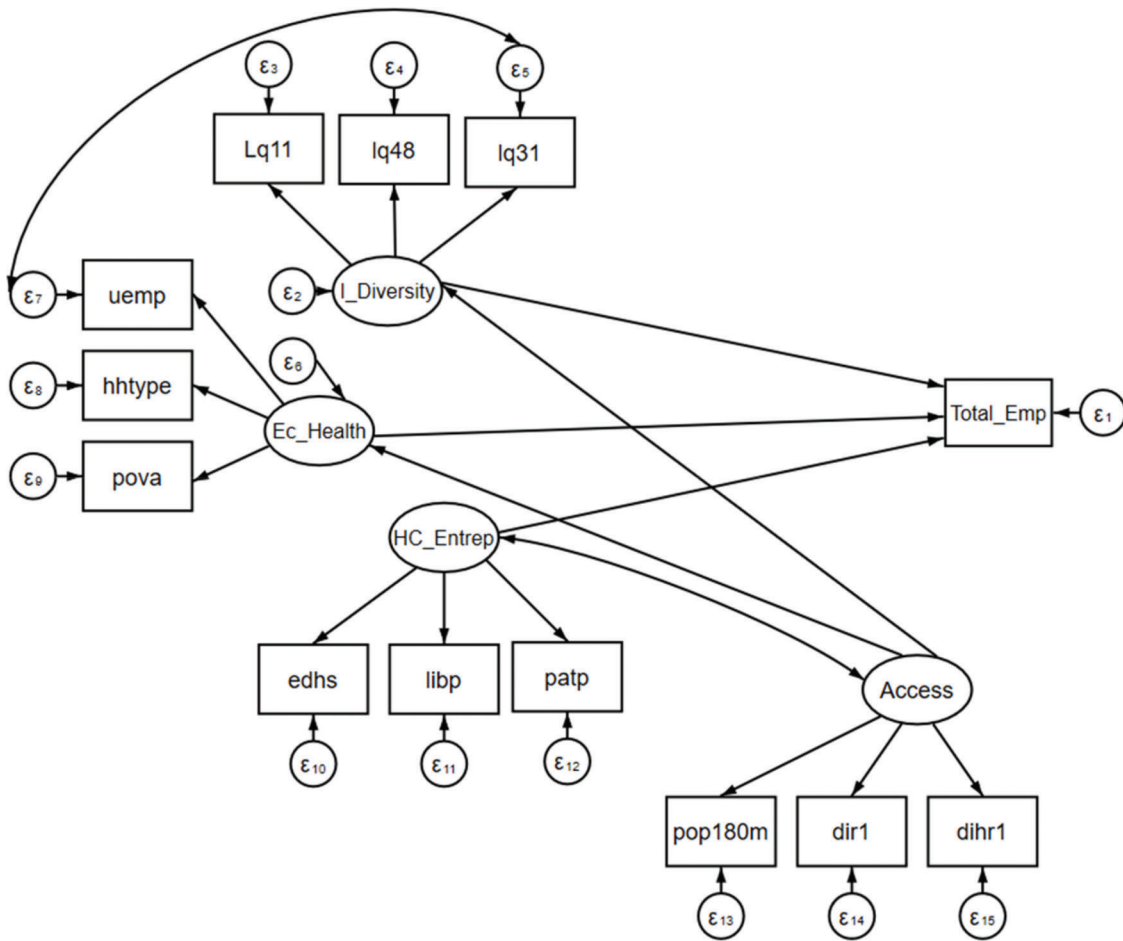 ε3 ε4 ε5
Lq11 lq48 lq31
ε7 uemp ε2 I_Diversity
ε8 hhtype ε6
Total_Emp ε1
Ec_Health
ε9 pova
HC_Entrep
edhs libp patp
Access
ε10 ε11 ε12
pop180m dir1 dihr1
ε13 ε14 ε15